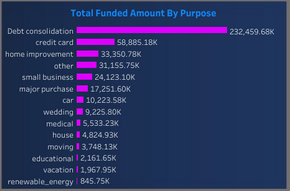 Total Funded Amount By Purpose
Debt consolidation 232,459.68K
credit card 58,885.18K
home improvement 33,350.78K
other 31,155.75K
small business 24,123.10K
major purchase 17,251.60K
car 10,223.58K
wedding 9,225.80K
medical 5,533.23K
house 4,824.93K
moving 3,748.13K
educational 2,161.65K
vacation 1,967.95K
renewable_energy 845.75K